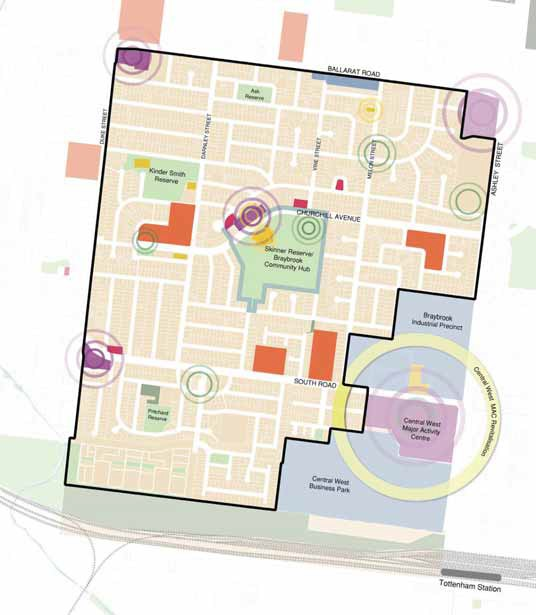 BALLARAT ROAD
Ash
Reserve
DUKE STREET
DARNLEY STREET
VINE STREET
MELON STREET
ASHLEY STREET
Kinder Smith
Reserve
CHURCHILL AVENUE
Skinner Reserve/
Braybrook
Community Hub
Braybrook
Industrial Precinct
SOUTH ROAD
Central West MAC Revitalisation
Pritchard
Reserve
Central West
Major Activity
Centre
Central West
Business Park
Tottenham Station